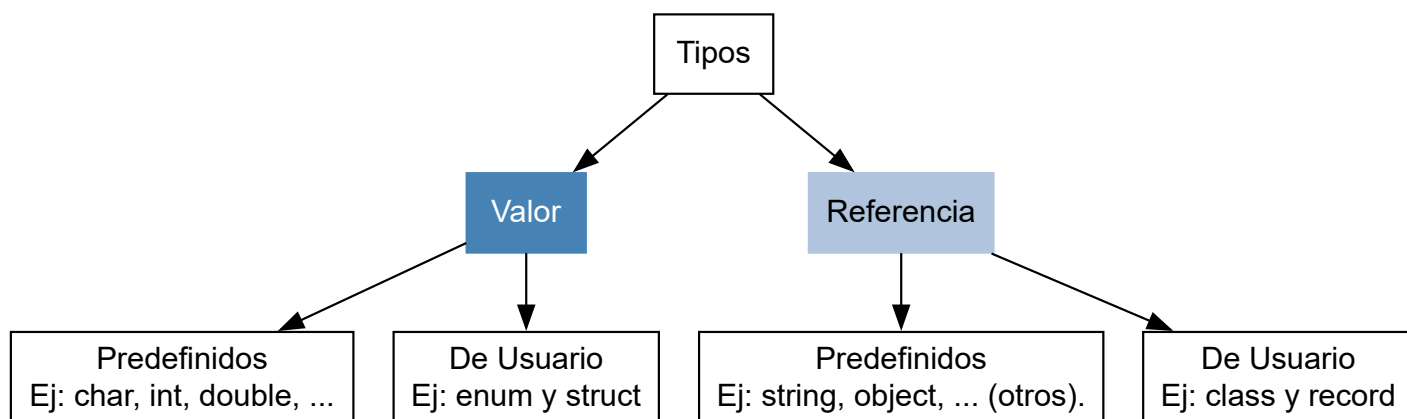 Tipos
Valor
Referencia
Predefinidos
Ej: char, int, double, ...
De Usuario
Ej: enum y struct
Predefinidos
Ej: string, object, ... (otros).
De Usuario
Ej: class y record